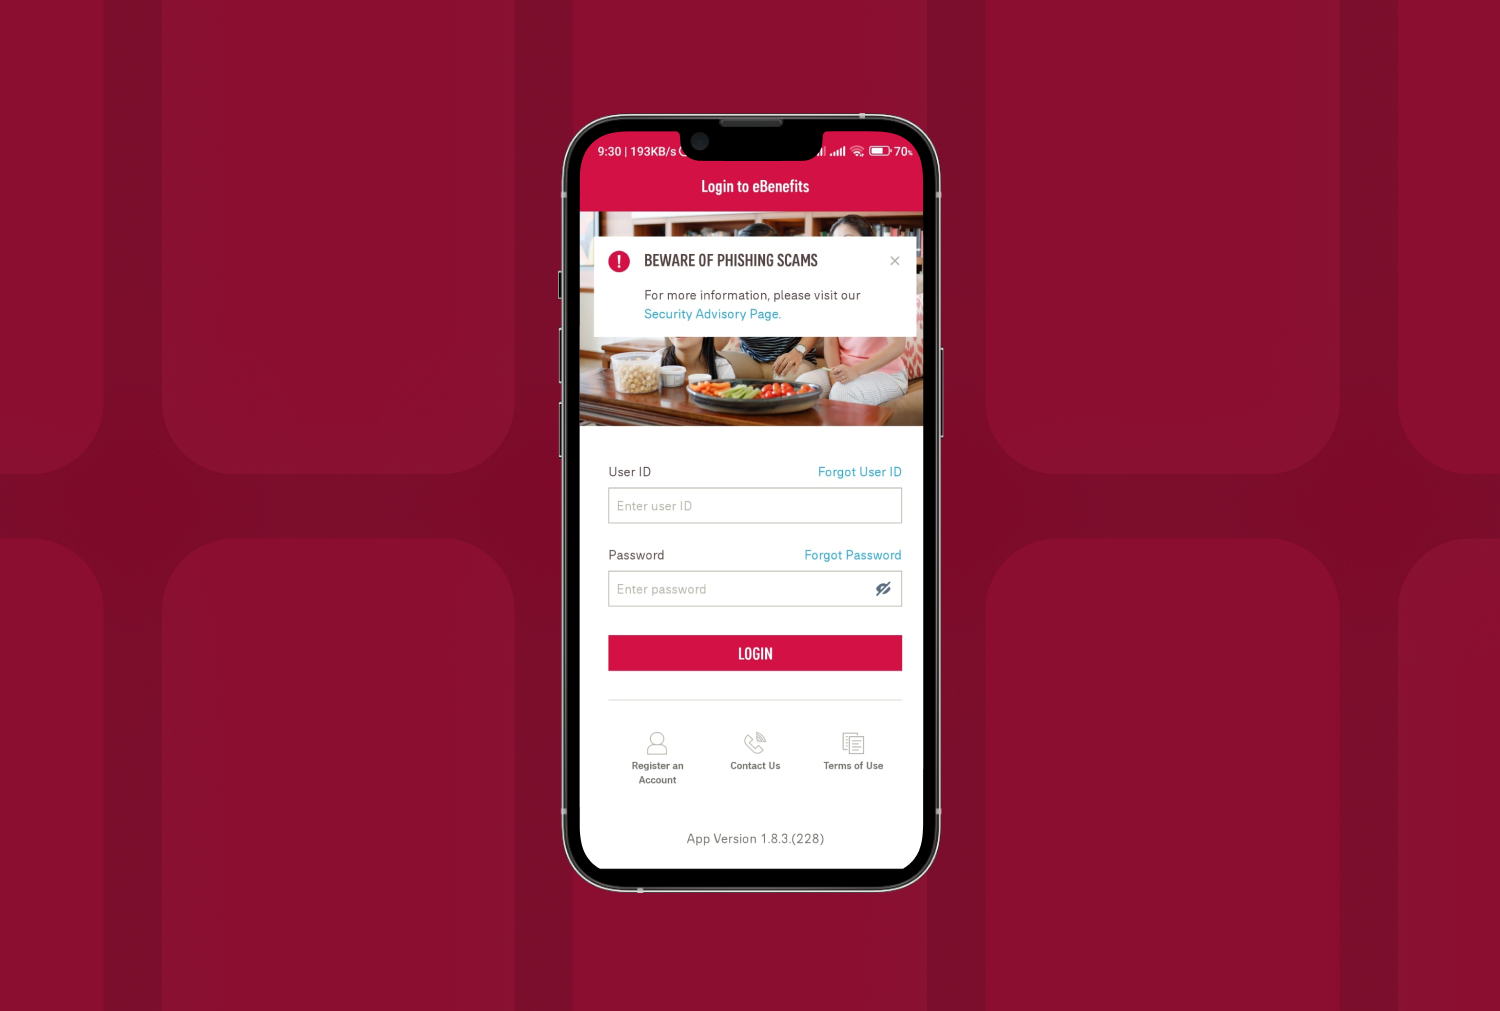 9:30 | 193KB/s
70%
Login to eBenefits
BEWARE OF PHISHING SCAMS
For more information, please visit our
Security Advisory Page.
User ID
Forgot User ID
Enter user ID
Password
Forgot Password
Enter password
LOGIN
Register an
Account
Contact Us
Terms of Use
App Version 1.8.3.(228)